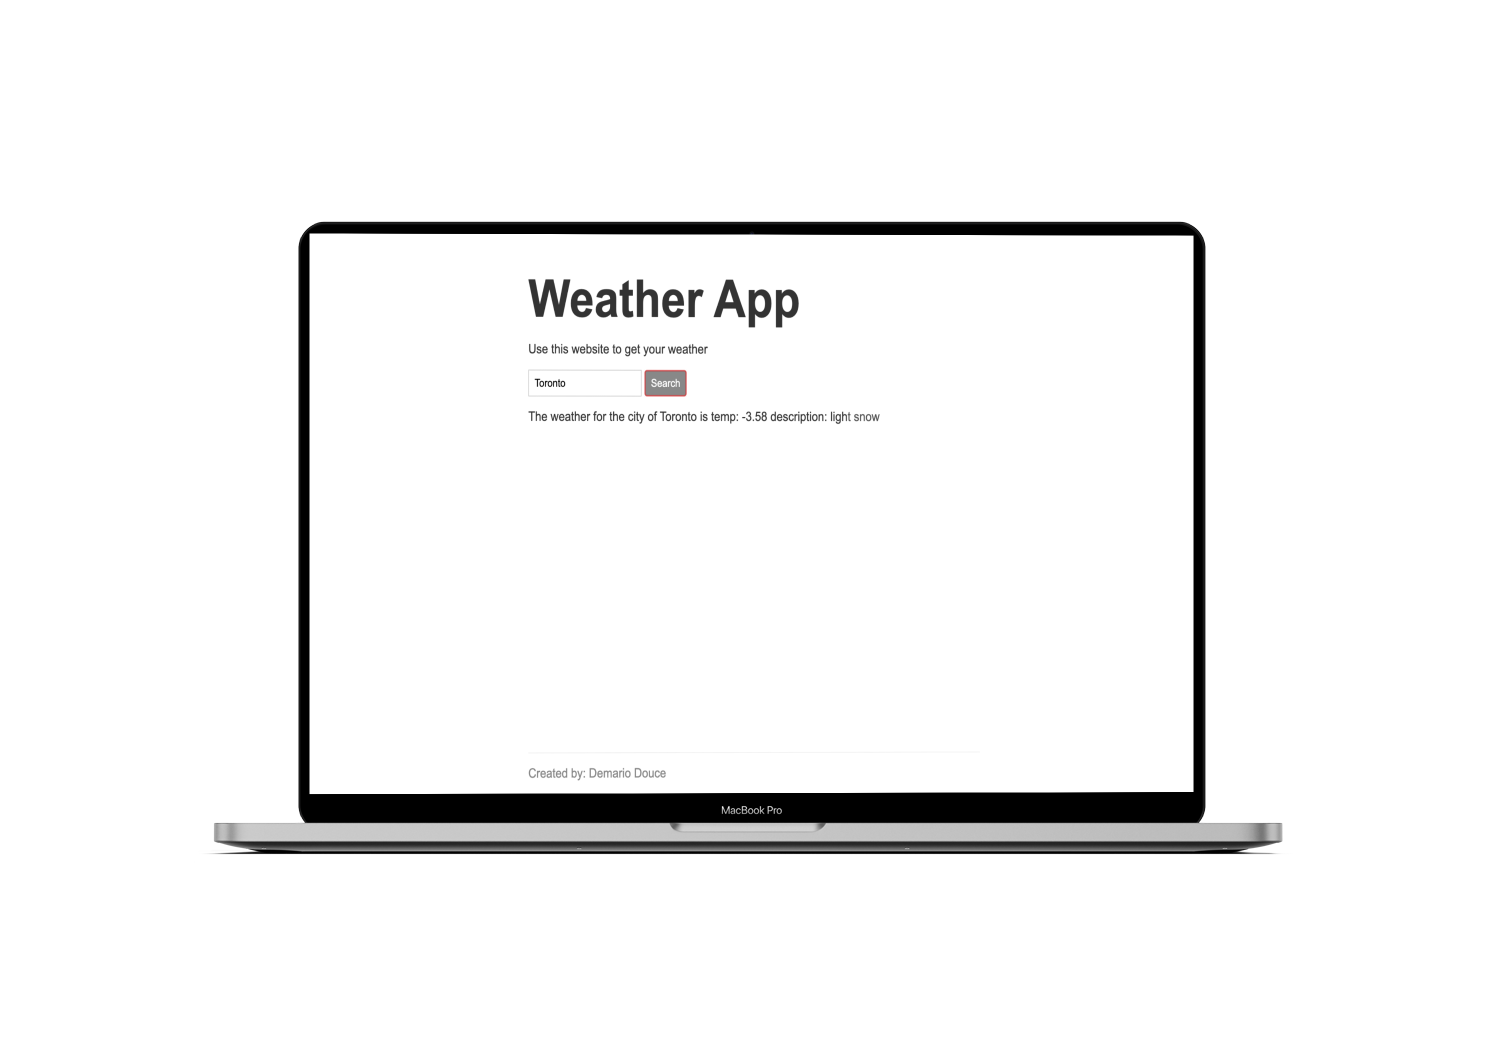 Weather App
Use this website to get your weather
Toronto Search
The weather for the city of Toronto is temp: -3.58 description: light snow
Created by: Demario Douce
MacBook Pro